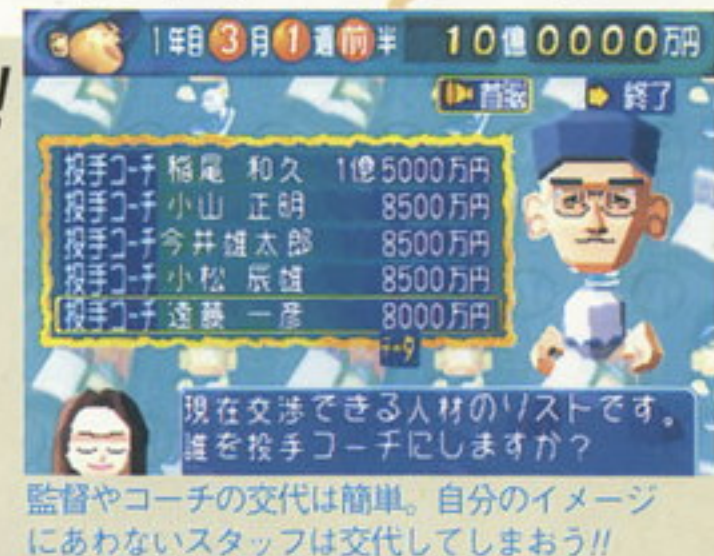 !!
1年目3月1週前半 10億0000万円
首脳 終了
投手コーチ 稲尾 和久 1億5000万円
投手コーチ 小山 正明 8500万円
投手コーチ 今井雄太郎 8500万円
投手コーチ 小松 辰雄 8500万円
投手コーチ 遠藤 一彦 8000万円
現在交渉できる人材のリストです。
誰を投手コーチにしますか?
監督やコーチの交代は簡単。自分のイメージ
にあわないスタッフは交代してしまおう!!